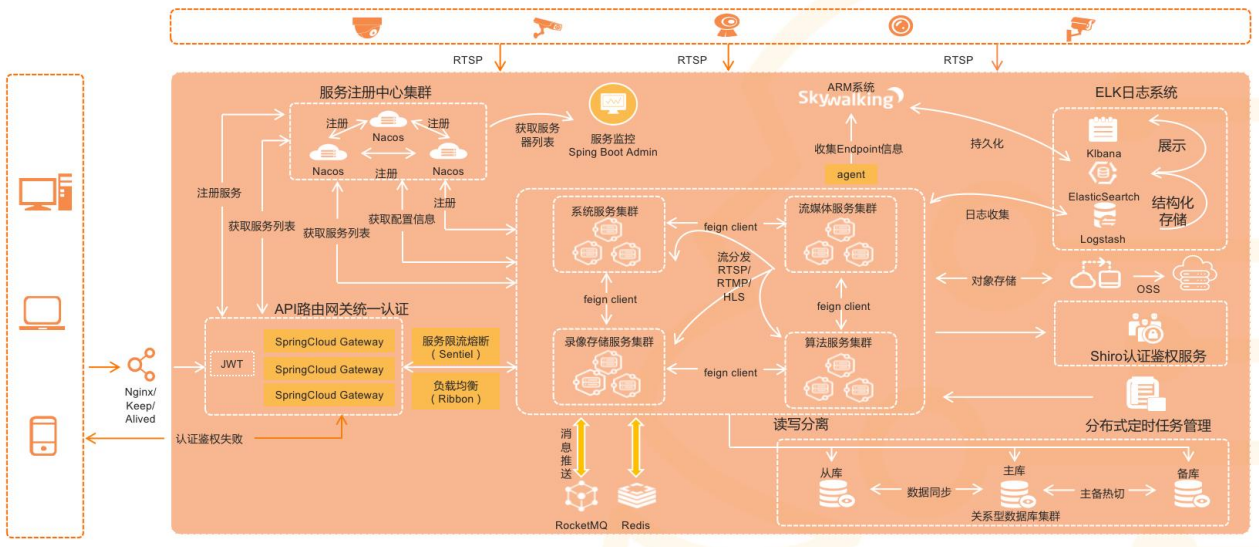 RTSP
RTSP
RTSP
服务注册中心集群
注册
Nacos
注册
Nacos
注册
Nacos
获取服务
器列表
服务监控
Sping Boot Admin
ARM系统
Skywalking
收集Endpoint信息
agent
持久化
ELK日志系统
KIbana
展示
ElasticSeartch
结构化
存储
Logstash
日志收集
注册服务
获取服务列表
获取服务列表
获取配置信息
注册
系统服务集群
feign client
流媒体服务集群
流分发
RTSP/
RTMP/
HLS
feign client
feign client
录像存储服务集群
feign client
算法服务集群
对象存储
OSS
Shiro认证鉴权服务
分布式定时任务管理
API路由网关统一认证
JWT
SpringCloud Gateway
SpringCloud Gateway
SpringCloud Gateway
服务限流熔断
（Sentiel）
负载均衡
（Ribbon）
Nginx/
Keep/
Alived
认证鉴权失败
消息推送
RocketMQ
Redis
读写分离
从库
数据同步
主库
主备热切
备库
关系型数据库集群